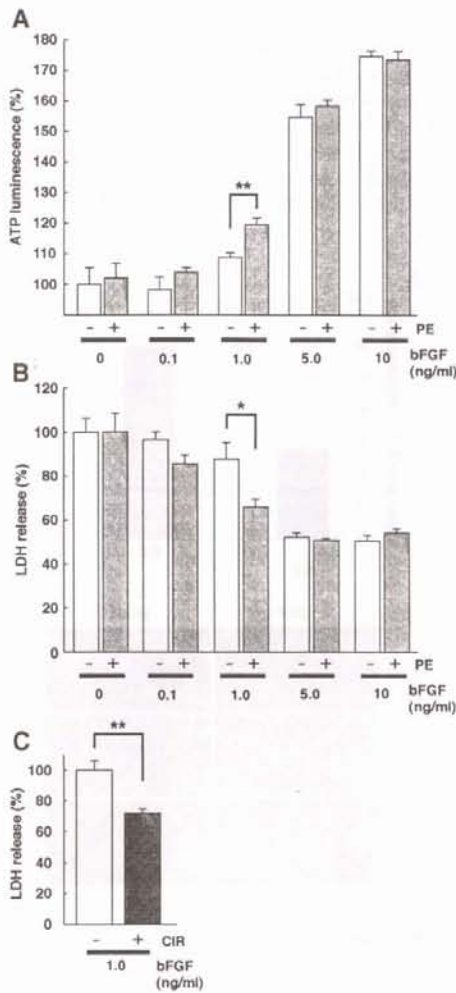 A
ATP luminescence (%)
180
170
160
150
140
130
120
110
100
**
- + - + - + - + - + PE
0 0.1 1.0 5.0 10 bFGF
(ng/ml)
B
LDH release (%)
120
100
80
60
40
20
0
*
- + - + - + - + - + PE
0 0.1 1.0 5.0 10 bFGF
(ng/ml)
C
LDH release (%)
100
80
60
40
20
0
**
- + CIR
1.0 bFGF
(ng/ml)